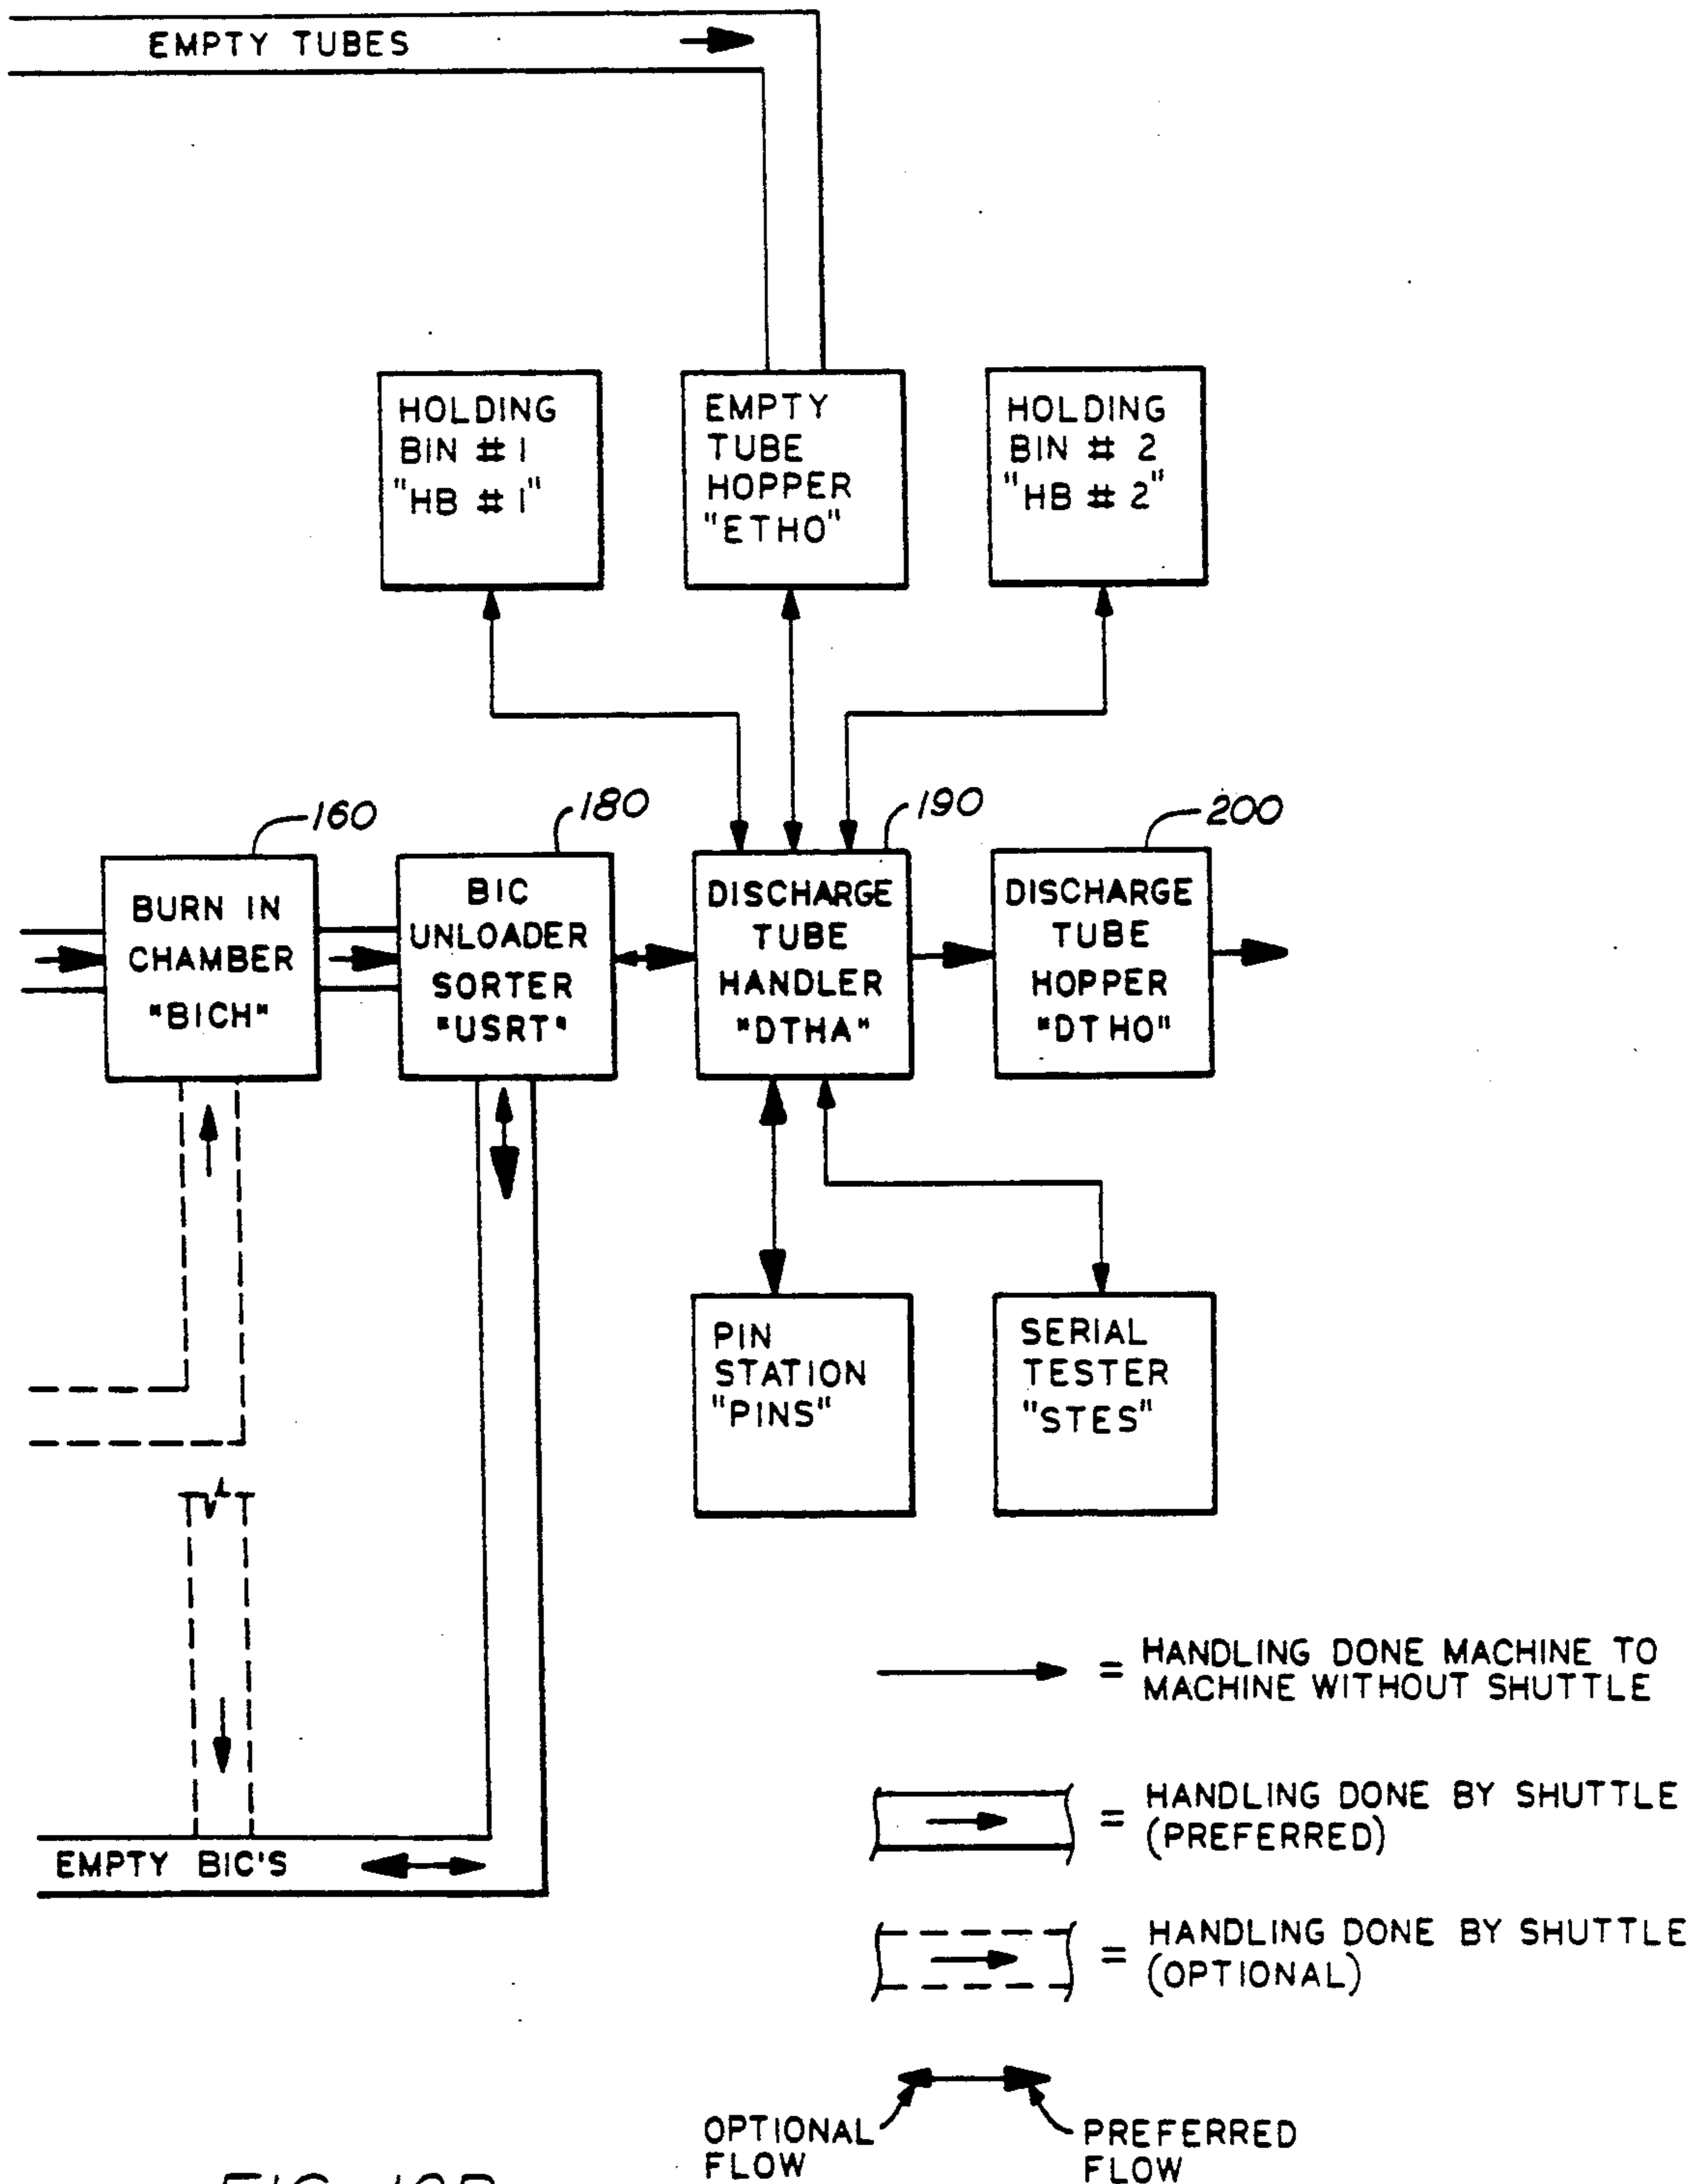 EMPTY TUBES
HOLDING
BIN # 1
"HB # 1"
EMPTY
TUBE
HOPPER
"ETHO"
HOLDING
BIN # 2
"HB # 2"
160
180
190
200
BURN IN
CHAMBER
"BICH"
BIC
UNLOADER
SORTER
"USRT"
DISCHARGE
TUBE
HANDLER
"DTHA"
DISCHARGE
TUBE
HOPPER
"DTHO"
PIN
STATION
"PINS"
SERIAL
TESTER
"STES"
= HANDLING DONE MACHINE TO
MACHINE WITHOUT SHUTTLE
= HANDLING DONE BY SHUTTLE
(PREFERRED)
EMPTY BIC'S
= HANDLING DONE BY SHUTTLE
(OPTIONAL)
OPTIONAL
FLOW
PREFERRED
FLOW